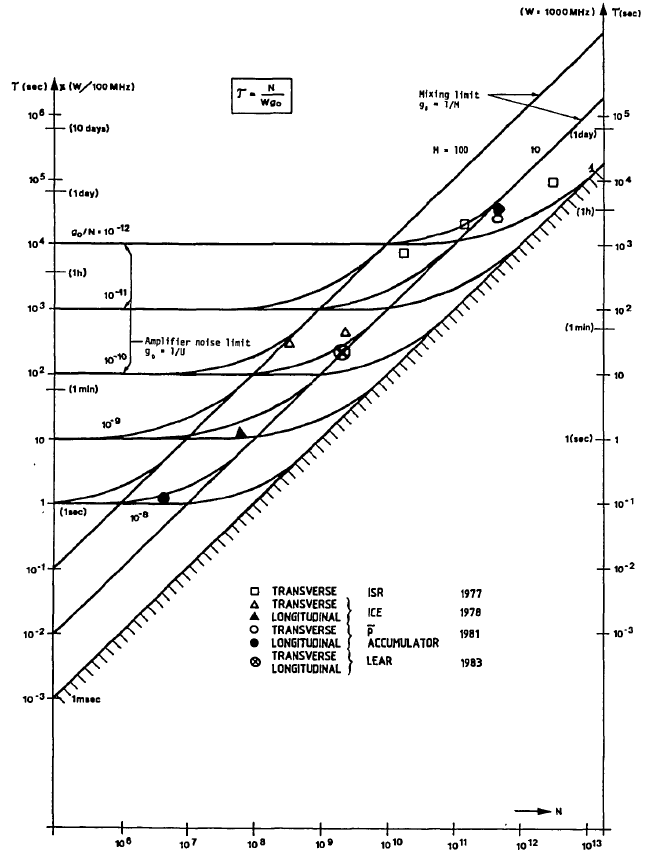 (W = 1000 MHz) τ(sec)
τ(sec) x (W/100 MHz)
τ = N / Wg₀
Mixing limit
g₀ = 1/M
M = 100
10
1
10⁶
(10 days)
10⁵
(1day)
g₀/N = 10⁻¹²
10⁴
(1h)
10⁻¹¹
10³
Amplifier noise limit
g₀ = 1/U
10⁻¹⁰
10²
(1 min)
10⁻⁹
10
1
(1sec)
10⁻⁸
10⁻¹
10⁻²
10⁻³
1msec
10⁵
(1day)
10⁴
(1h)
10³
10²
(1 min)
10
1(sec)
1
10⁻¹
10⁻²
10⁻³
TRANSVERSE ISR 1977
TRANSVERSE
LONGITUDINAL ICE 1978
TRANSVERSE p̄ 1981
LONGITUDINAL ACCUMULATOR
TRANSVERSE
LONGITUDINAL LEAR 1983
N
10⁶ 10⁷ 10⁸ 10⁹ 10¹⁰ 10¹¹ 10¹² 10¹³